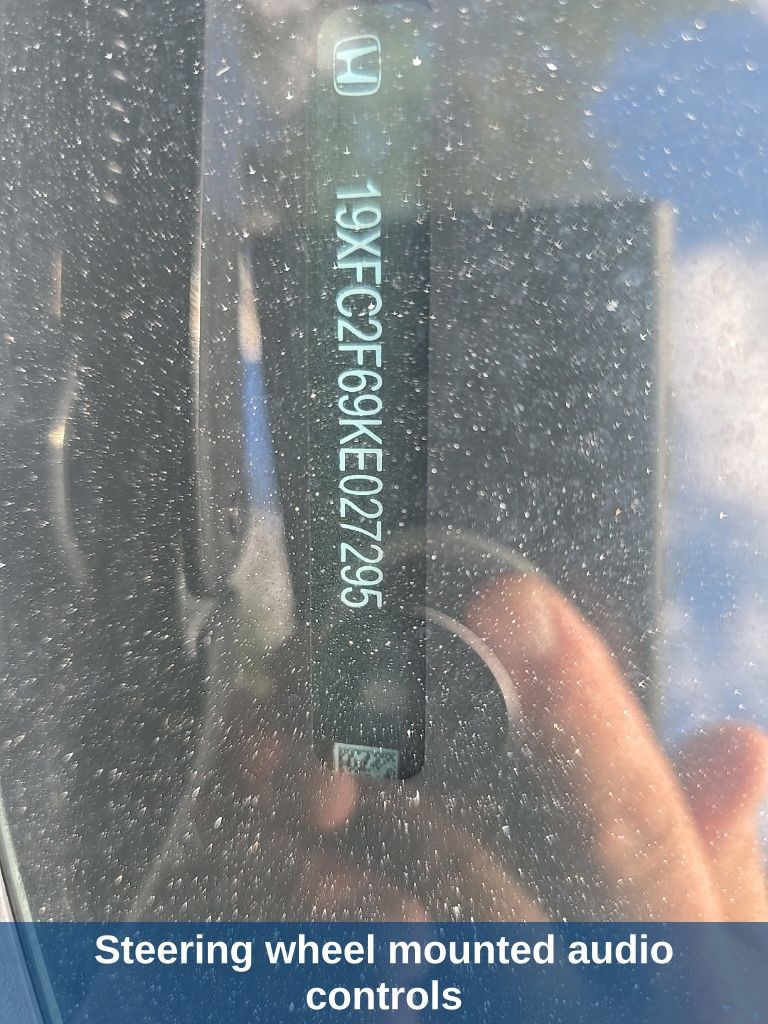 19XFC2F69KE027295
Steering wheel mounted audio
controls